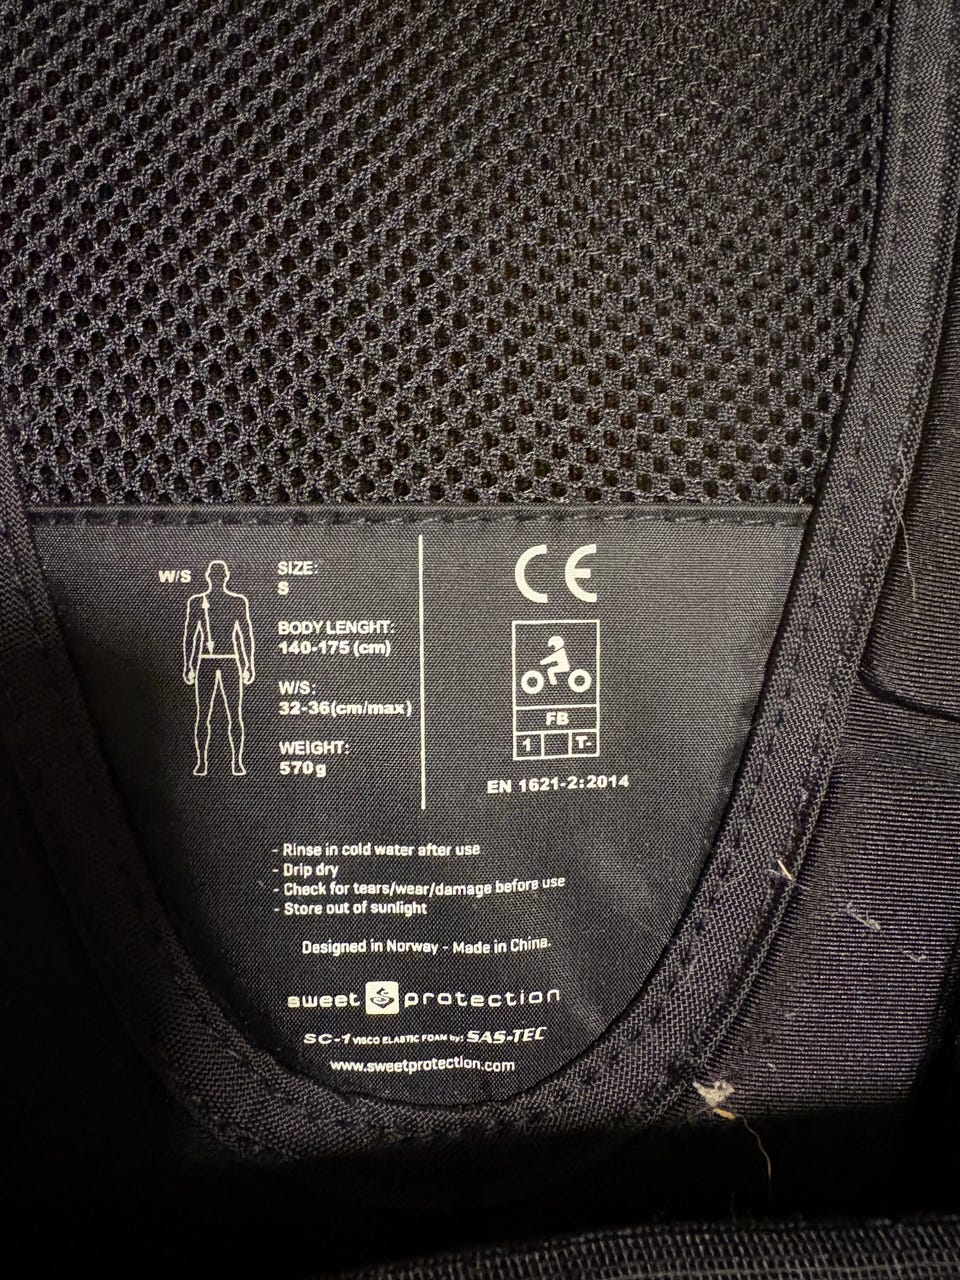 W/S
SIZE:
S
BODY LENGHT:
140-175 (cm)
W/S:
32-36(cm/max)
WEIGHT:
570g
CE
FB
1 T-
EN 1621-2:2014
- Rinse in cold water after use
- Drip dry
- Check for tears/wear/damage before use
- Store out of sunlight
Designed in Norway - Made in China.
sweet protection
SC-1 VISCO ELASTIC FOAM by: SAS-TEC
www.sweetprotection.com